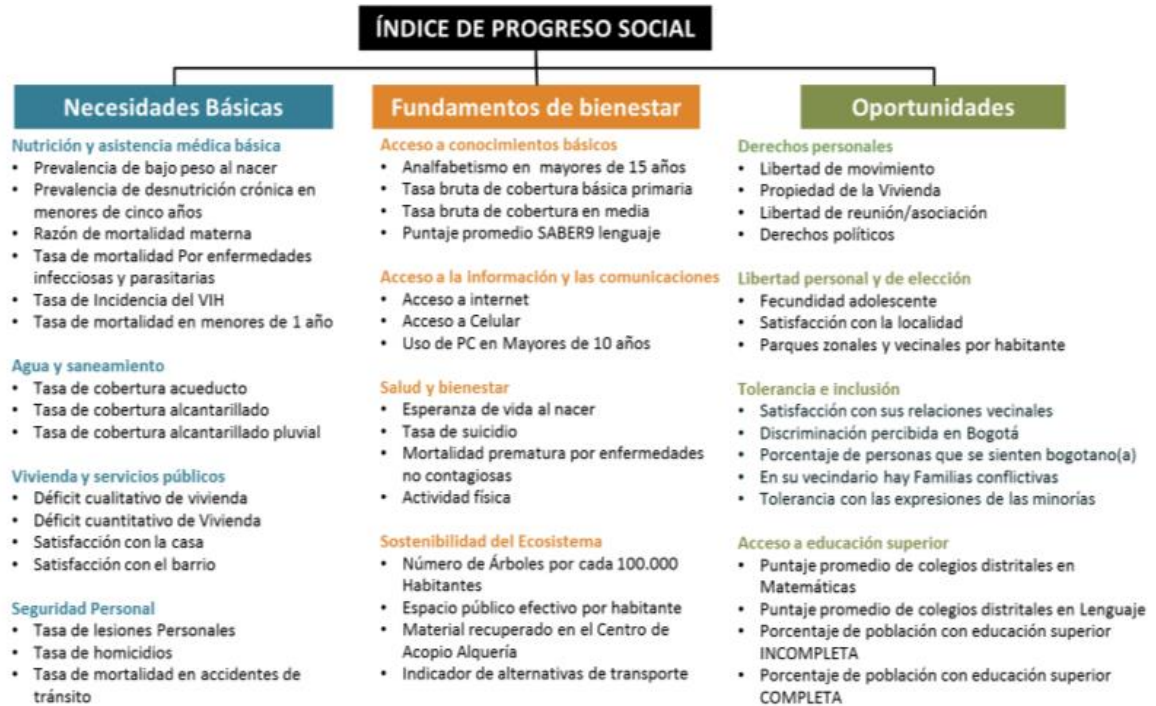 ÍNDICE DE PROGRESO SOCIAL
Necesidades Básicas
Nutrición y asistencia médica básica
• Prevalencia de bajo peso al nacer
• Prevalencia de desnutrición crónica en
menores de cinco años
• Razón de mortalidad materna
• Tasa de mortalidad Por enfermedades
infecciosas y parasitarias
• Tasa de Incidencia del VIH
• Tasa de mortalidad en menores de 1 año
Agua y saneamiento
• Tasa de cobertura acueducto
• Tasa de cobertura alcantarillado
• Tasa de cobertura alcantarillado pluvial
Vivienda y servicios públicos
• Déficit cualitativo de vivienda
• Déficit cuantitativo de Vivienda
• Satisfacción con la casa
• Satisfacción con el barrio
Seguridad Personal
• Tasa de lesiones Personales
• Tasa de homicidios
• Tasa de mortalidad en accidentes de
tránsito
Fundamentos de bienestar
Acceso a conocimientos básicos
• Analfabetismo en mayores de 15 años
• Tasa bruta de cobertura básica primaria
• Tasa bruta de cobertura en media
• Puntaje promedio SABER9 lenguaje
Acceso a la información y las comunicaciones
• Acceso a internet
• Acceso a Celular
• Uso de PC en Mayores de 10 años
Salud y bienestar
• Esperanza de vida al nacer
• Tasa de suicidio
• Mortalidad prematura por enfermedades
no contagiosas
• Actividad física
Sostenibilidad del Ecosistema
• Número de Árboles por cada 100.000
Habitantes
• Espacio público efectivo por habitante
• Material recuperado en el Centro de
Acopio Alquería
• Indicador de alternativas de transporte
Oportunidades
Derechos personales
• Libertad de movimiento
• Propiedad de la Vivienda
• Libertad de reunión/asociación
• Derechos políticos
Libertad personal y de elección
• Fecundidad adolescente
• Satisfacción con la localidad
• Parques zonales y vecinales por habitante
Tolerancia e inclusión
• Satisfacción con sus relaciones vecinales
• Discriminación percibida en Bogotá
• Porcentaje de personas que se sienten bogotano(a)
• En su vecindario hay Familias conflictivas
• Tolerancia con las expresiones de las minorías
Acceso a educación superior
• Puntaje promedio de colegios distritales en
Matemáticas
• Puntaje promedio de colegios distritales en Lenguaje
• Porcentaje de población con educación superior
INCOMPLETA
• Porcentaje de población con educación superior
COMPLETA